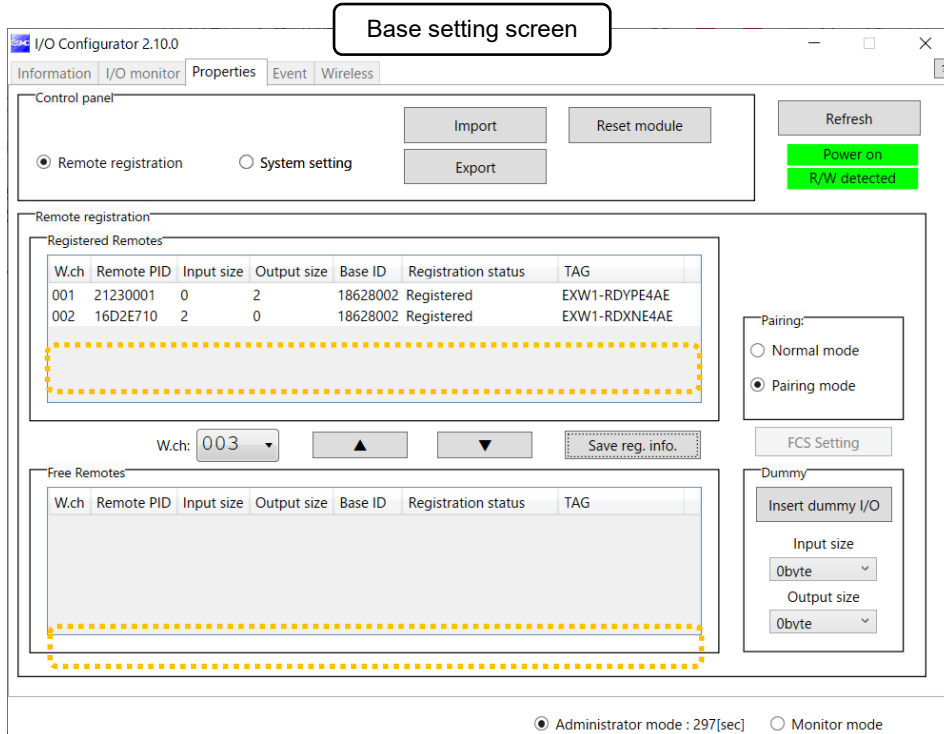 Base setting screen
SMC I/O Configurator 2.10.0
Information I/O monitor Properties Event Wireless ?
Control panel
Import Reset module Refresh
Remote registration System setting Export Power on
R/W detected
Remote registration
Registered Remotes
W.ch Remote PID Input size Output size Base ID Registration status TAG
001 21230001 0 2 18628002 Registered EXW1-RDYPE4AE
002 16D2E710 2 0 18628002 Registered EXW1-RDXNE4AE
Pairing:
Normal mode
Pairing mode
W.ch: 003 ▲ ▼ Save reg. info. FCS Setting
Free Remotes
W.ch Remote PID Input size Output size Base ID Registration status TAG
Dummy
Insert dummy I/O
Input size
0byte
Output size
0byte
Administrator mode : 297[sec] Monitor mode